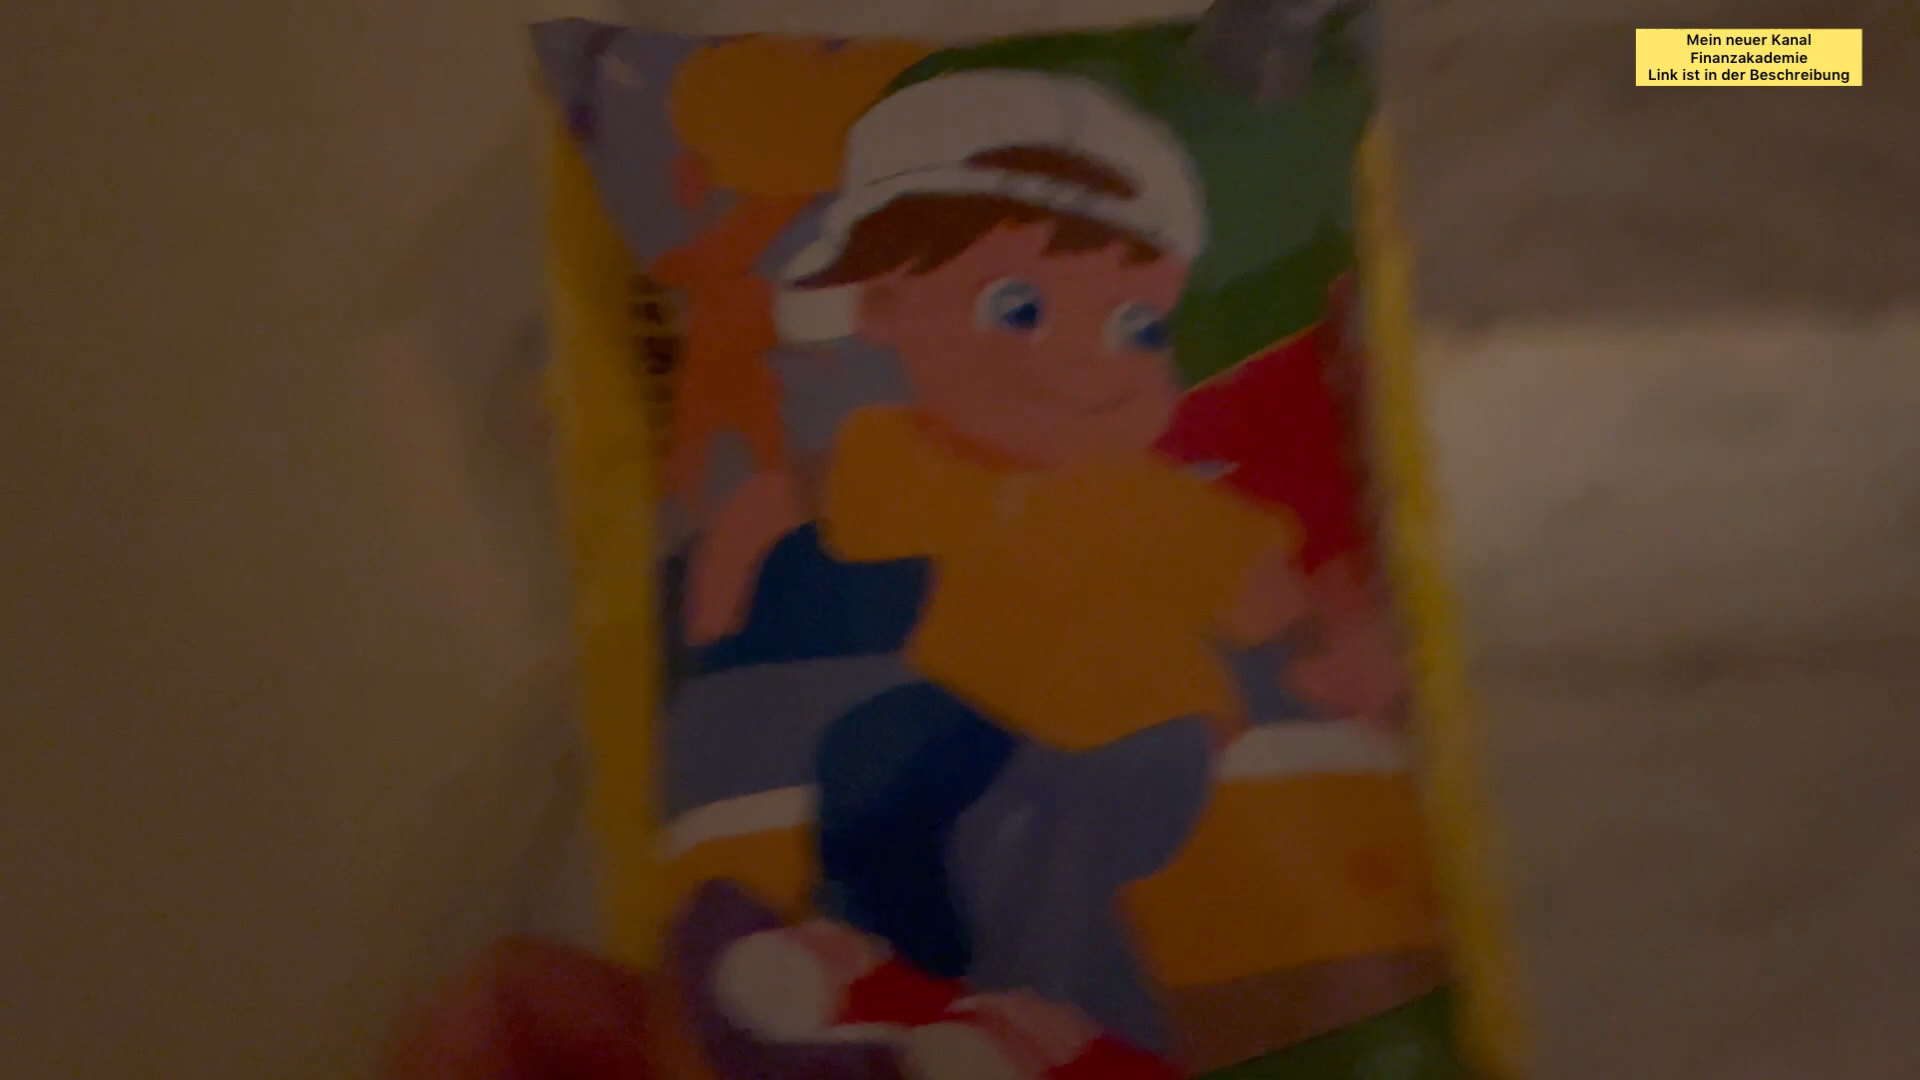 Mein neuer Kanal
Finanzakademie
Link ist in der Beschreibung